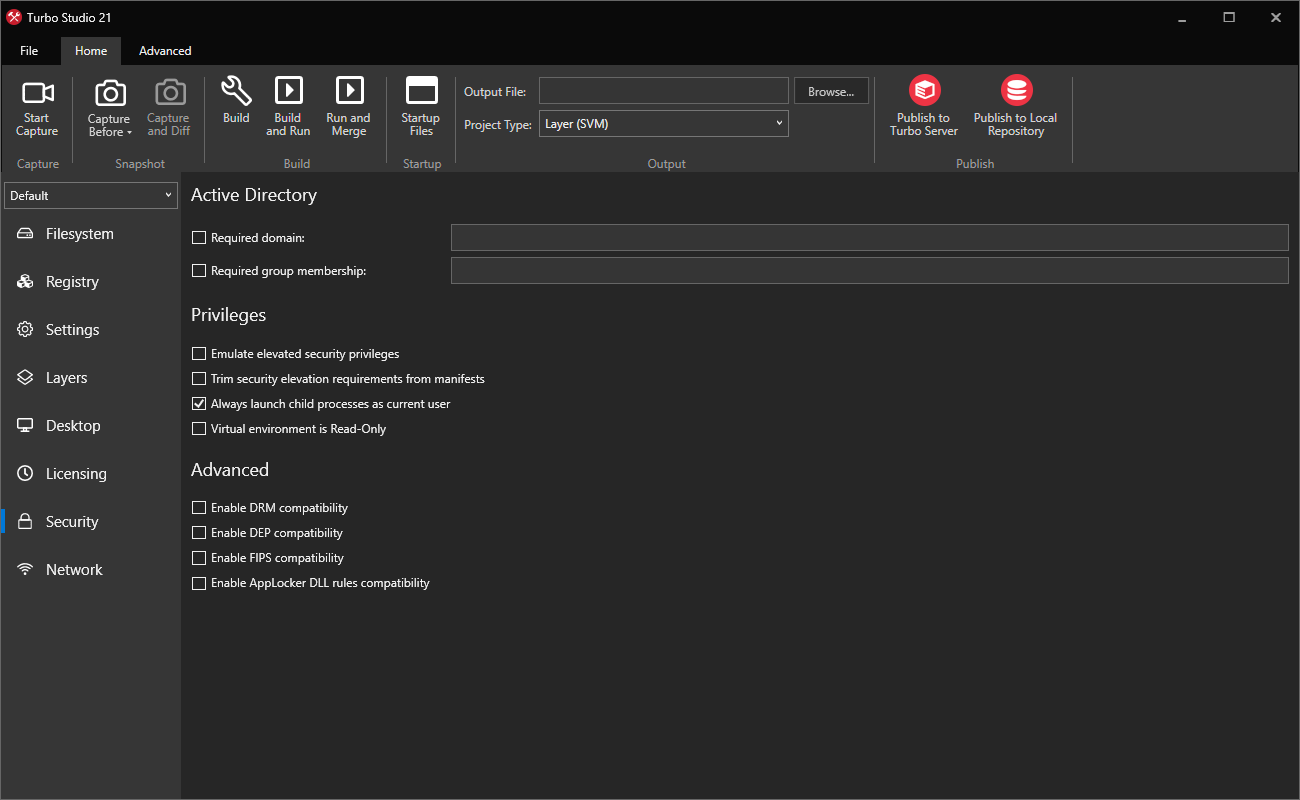 Turbo Studio 21
File Home Advanced
Start Capture
Capture Before
Capture and Diff
Build
Build and Run
Run and Merge
Startup Files
Output File:
Browse...
Project Type: Layer (SVM)
Publish to Turbo Server
Publish to Local Repository
Capture Snapshot Build Startup Output Publish
Default
Filesystem
Registry
Settings
Layers
Desktop
Licensing
Security
Network
Active Directory
Required domain:
Required group membership:
Privileges
Emulate elevated security privileges
Trim security elevation requirements from manifests
Always launch child processes as current user
Virtual environment is Read-Only
Advanced
Enable DRM compatibility
Enable DEP compatibility
Enable FIPS compatibility
Enable AppLocker DLL rules compatibility